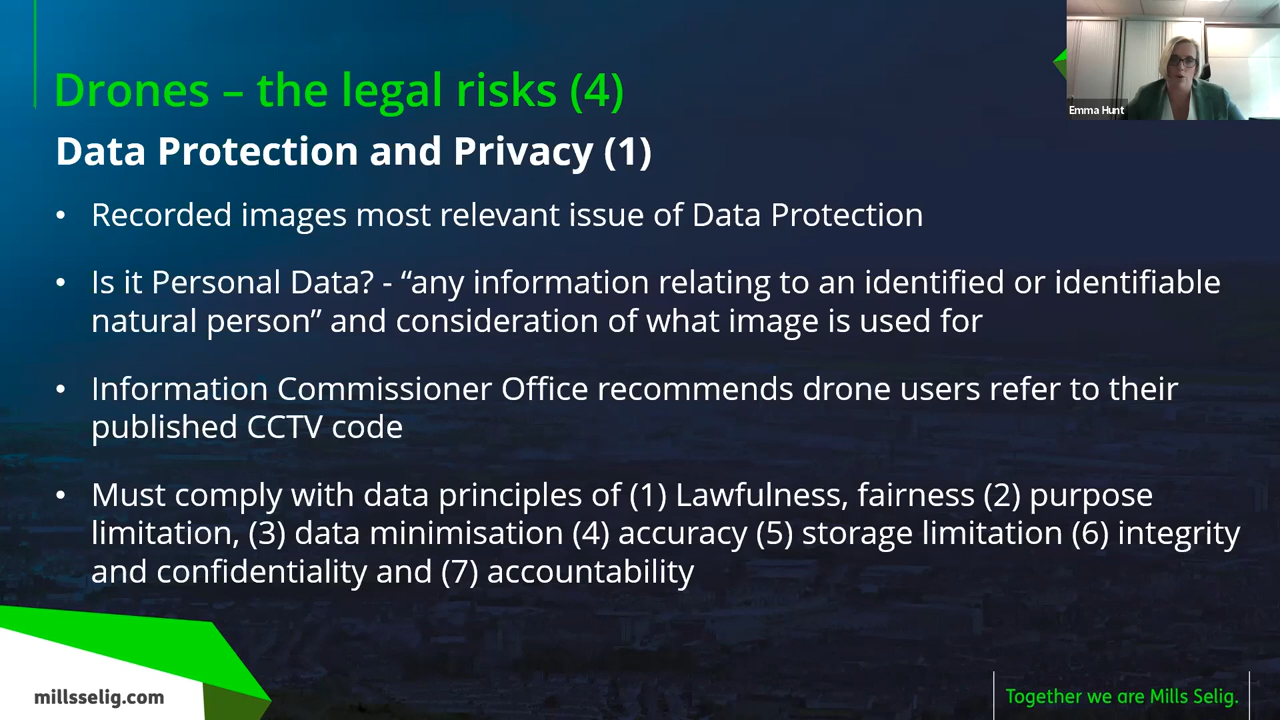 Drones – the legal risks (4)
Emma Hunt
Data Protection and Privacy (1)
• Recorded images most relevant issue of Data Protection
• Is it Personal Data? - “any information relating to an identified or identifiable
natural person” and consideration of what image is used for
• Information Commissioner Office recommends drone users refer to their
published CCTV code
• Must comply with data principles of (1) Lawfulness, fairness (2) purpose
limitation, (3) data minimisation (4) accuracy (5) storage limitation (6) integrity
and confidentiality and (7) accountability
millsselig.com
Together we are Mills Selig.